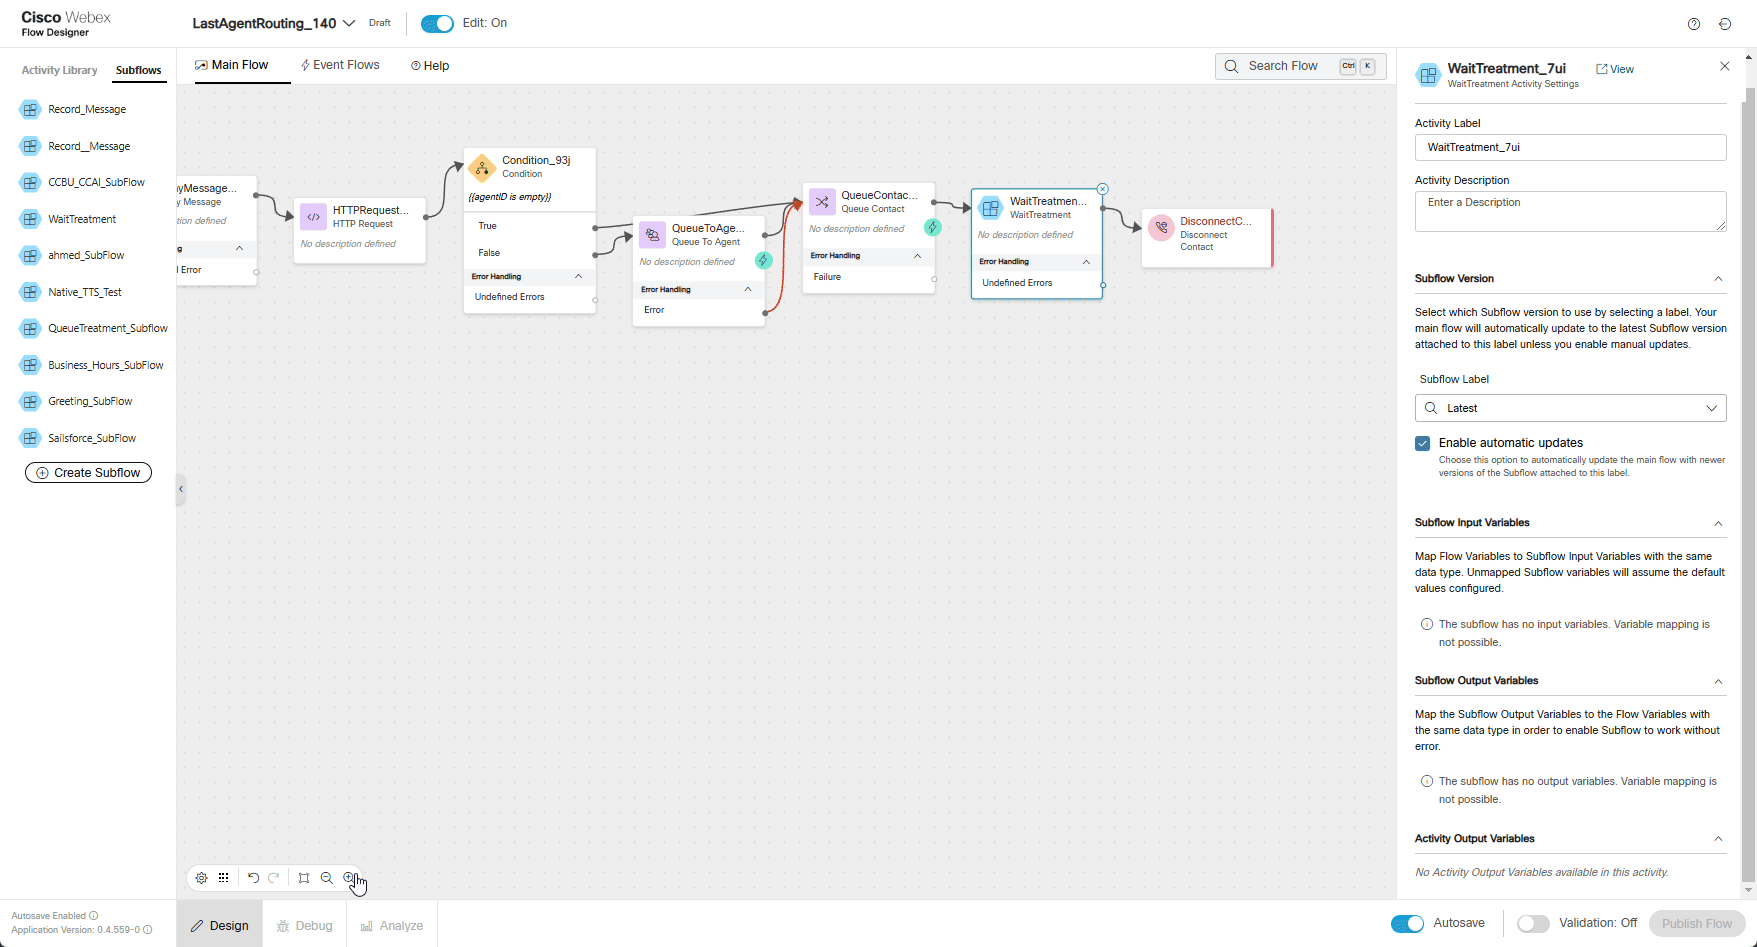 Cisco Webex
Flow Designer
LastAgentRouting_140
Draft
Edit: On
Activity Library
Subflows
Record_Message
Record__Message
CCBU_CCAI_SubFlow
WaitTreatment
ahmed_SubFlow
Native_TTS_Test
QueueTreatment_Subflow
Business_Hours_SubFlow
Greeting_SubFlow
Sailsforce_SubFlow
Create Subflow
Main Flow
Event Flows
Help
Search Flow
Ctrl
K
yMessage...
y Message
tion defined
g
d Error
HTTPRequest...
HTTP Request
No description defined
Condition_93j
Condition
{{agentID is empty}}
True
False
Error Handling
Undefined Errors
QueueToAge...
Queue To Agent
No description defined
Error Handling
Error
QueueContac...
Queue Contact
No description defined
Error Handling
Failure
WaitTreatmen...
WaitTreatment
No description defined
Error Handling
Undefined Errors
DisconnectC...
Disconnect
Contact
WaitTreatment_7ui
View
WaitTreatment Activity Settings
Activity Label
WaitTreatment_7ui
Activity Description
Enter a Description
Subflow Version
Select which Subflow version to use by selecting a label. Your
main flow will automatically update to the latest Subflow version
attached to this label unless you enable manual updates.
Subflow Label
Latest
Enable automatic updates
Choose this option to automatically update the main flow with newer
versions of the Subflow attached to this label.
Subflow Input Variables
Map Flow Variables to Subflow Input Variables with the same
data type. Unmapped Subflow variables will assume the default
values configured.
The subflow has no input variables. Variable mapping is
not possible.
Subflow Output Variables
Map the Subflow Output Variables to the Flow Variables with
the same data type in order to enable Subflow to work without
error.
The subflow has no output variables. Variable mapping is
not possible.
Activity Output Variables
No Activity Output Variables available in this activity.
Autosave Enabled
Application Version: 0.4.559-0
Design
Debug
Analyze
Autosave
Validation: Off
Publish Flow